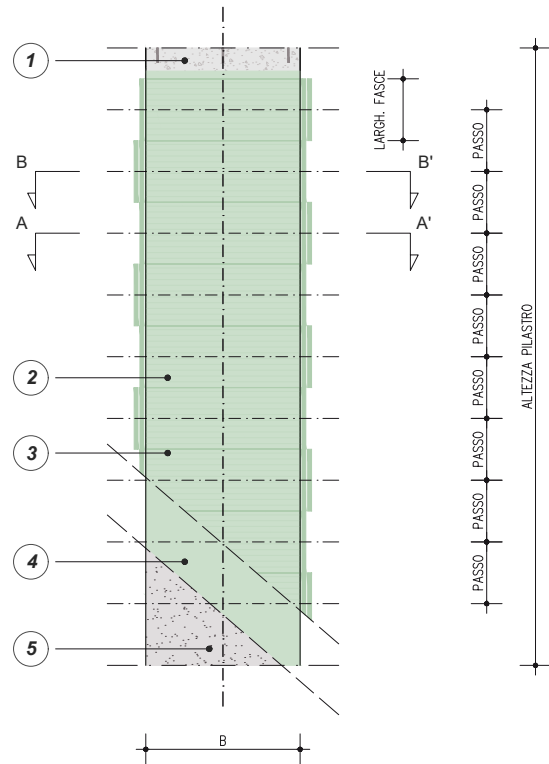 1
LARGH. FASCE
PASSO
B
B'
PASSO
A
A'
PASSO
PASSO
ALTEZZA PILASTRO
2
PASSO
3
PASSO
PASSO
4
PASSO
5
B